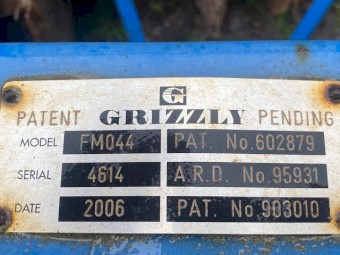 G
PATENT GRIZZLY PENDING
MODEL FM044 PAT. No.602879
SERIAL 4614 A.R.D. No.95931
DATE 2006 PAT. No.903010